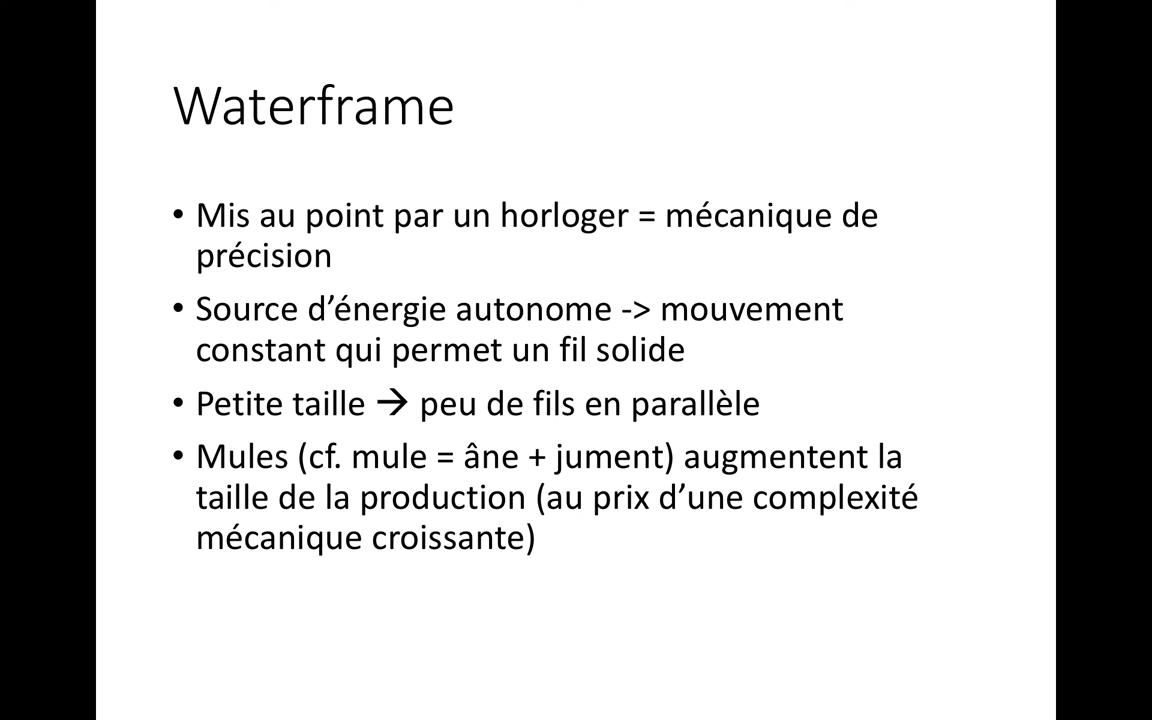 Waterframe
• Mis au point par un horloger = mécanique de
précision
• Source d’énergie autonome -> mouvement
constant qui permet un fil solide
• Petite taille → peu de fils en parallèle
• Mules (cf. mule = âne + jument) augmentent la
taille de la production (au prix d’une complexité
mécanique croissante)